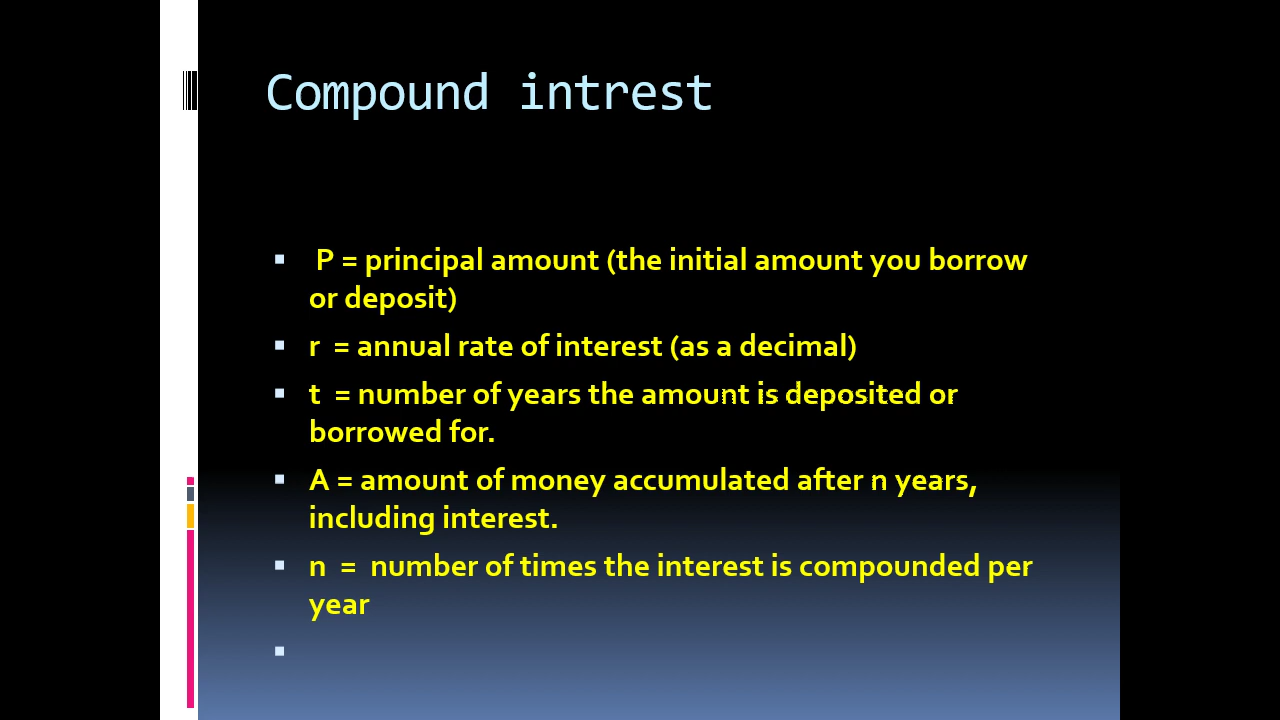 Compound intrest
P = principal amount (the initial amount you borrow
or deposit)
r = annual rate of interest (as a decimal)
t = number of years the amount is deposited or
borrowed for.
A = amount of money accumulated after n years,
including interest.
n = number of times the interest is compounded per
year